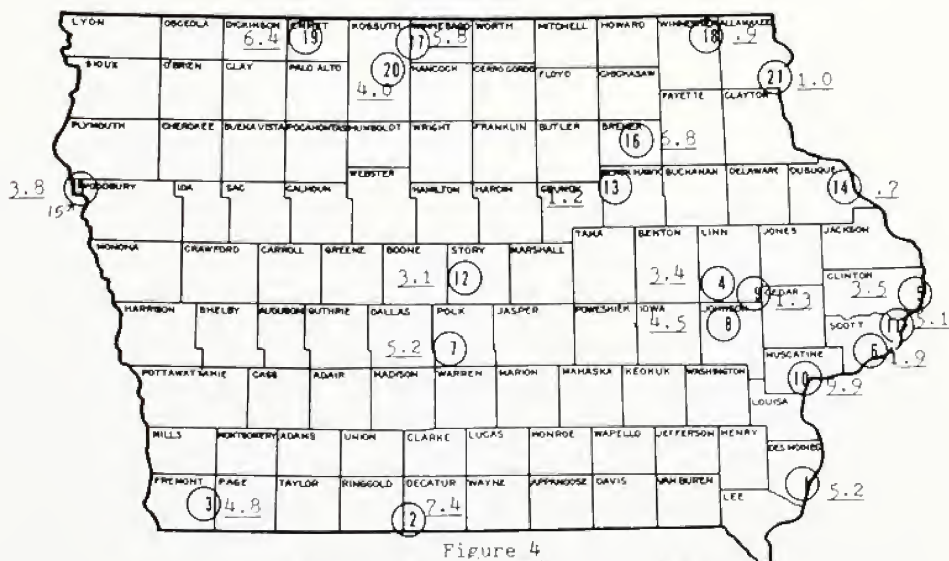 LYON OSCEOLA DICKINSON EMMET KOSSUTH WINNEBAGO WORTH MITCHELL HOWARD WINNESHIEK ALLAMAKEE
6.4 19 17 5.8 18 .9
SIOUX O'BRIEN CLAY PALO ALTO 20 HANCOCK CERRO GORDO FLOYD CHICKASAW 21 1.0
4.0 FAYETTE CLAYTON
PLYMOUTH CHEROKEE BUENA VISTA POCAHONTAS HUMBOLDT WRIGHT FRANKLIN BUTLER BREMER
16 6.8
WEBSTER
3.8 WOODBURY IDA SAC CALHOUN HAMILTON HARDIN GRUNDY BLACK HAWK BUCHANAN DELAWARE DUBUQUE
15* 1.2 13 14 .7
MONONA CRAWFORD CARROLL GREENE BOONE STORY MARSHALL TAMA BENTON LINN JONES JACKSON
3.1 12 3.4 4 9 CEDAR 1.3 CLINTON 3.5 5
HARRISON SHELBY AUDUBON GUTHRIE DALLAS POLK JASPER POWESHIEK IOWA JOHNSON SCOTT 11 5.1
5.2 7 4.5 8 6 1.9
POTTAWATTAMIE CASS ADAIR MADISON WARREN MARION MAHASKA KEOKUK WASHINGTON MUSCATINE
10 9.9
LOUISA
MILLS MONTGOMERY ADAMS UNION CLARKE LUCAS MONROE WAPELLO JEFFERSON HENRY DES MOINES
FREMONT PAGE TAYLOR RINGGOLD DECATUR WAYNE APPANOOSE DAVIS VAN BUREN LEE 1 5.2
3 4.8 2 7.4
Figure 4